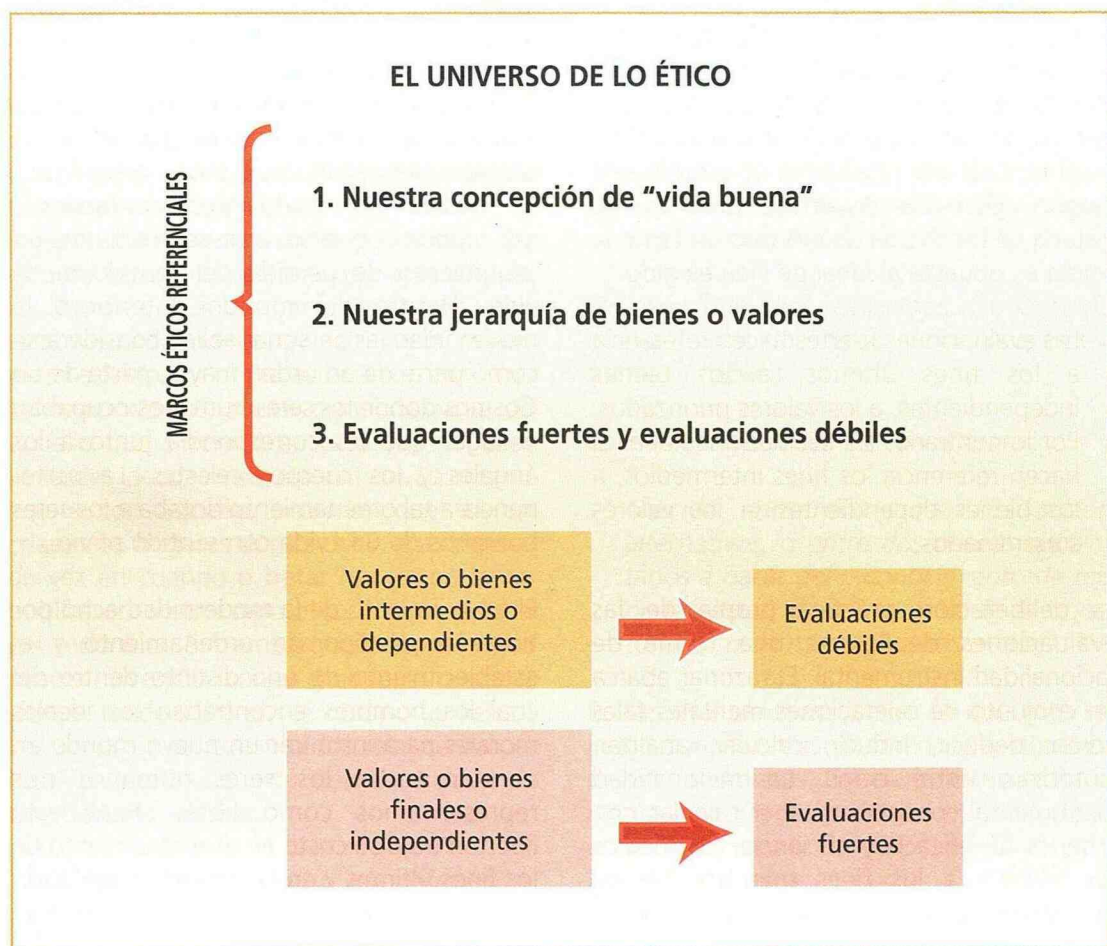 EL UNIVERSO DE LO ÉTICO
MARCOS ÉTICOS REFERENCIALES
1. Nuestra concepción de “vida buena”
2. Nuestra jerarquía de bienes o valores
3. Evaluaciones fuertes y evaluaciones débiles
Valores o bienes
intermedios o
dependientes
Evaluaciones
débiles
Valores o bienes
finales o
independientes
Evaluaciones
fuertes